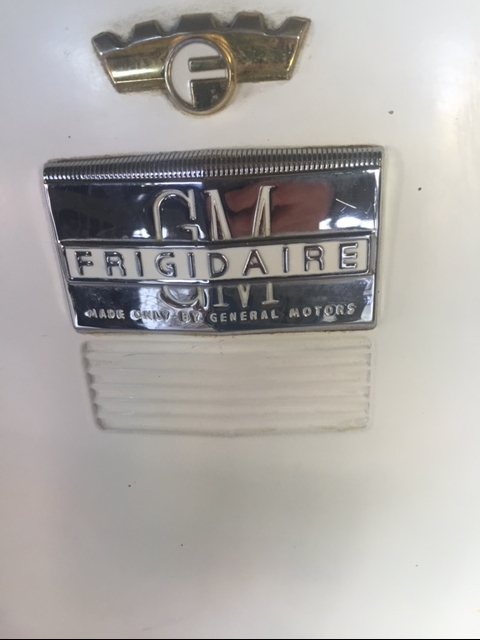 F
GM
FRIGIDAIRE
MADE ONLY BY GENERAL MOTORS